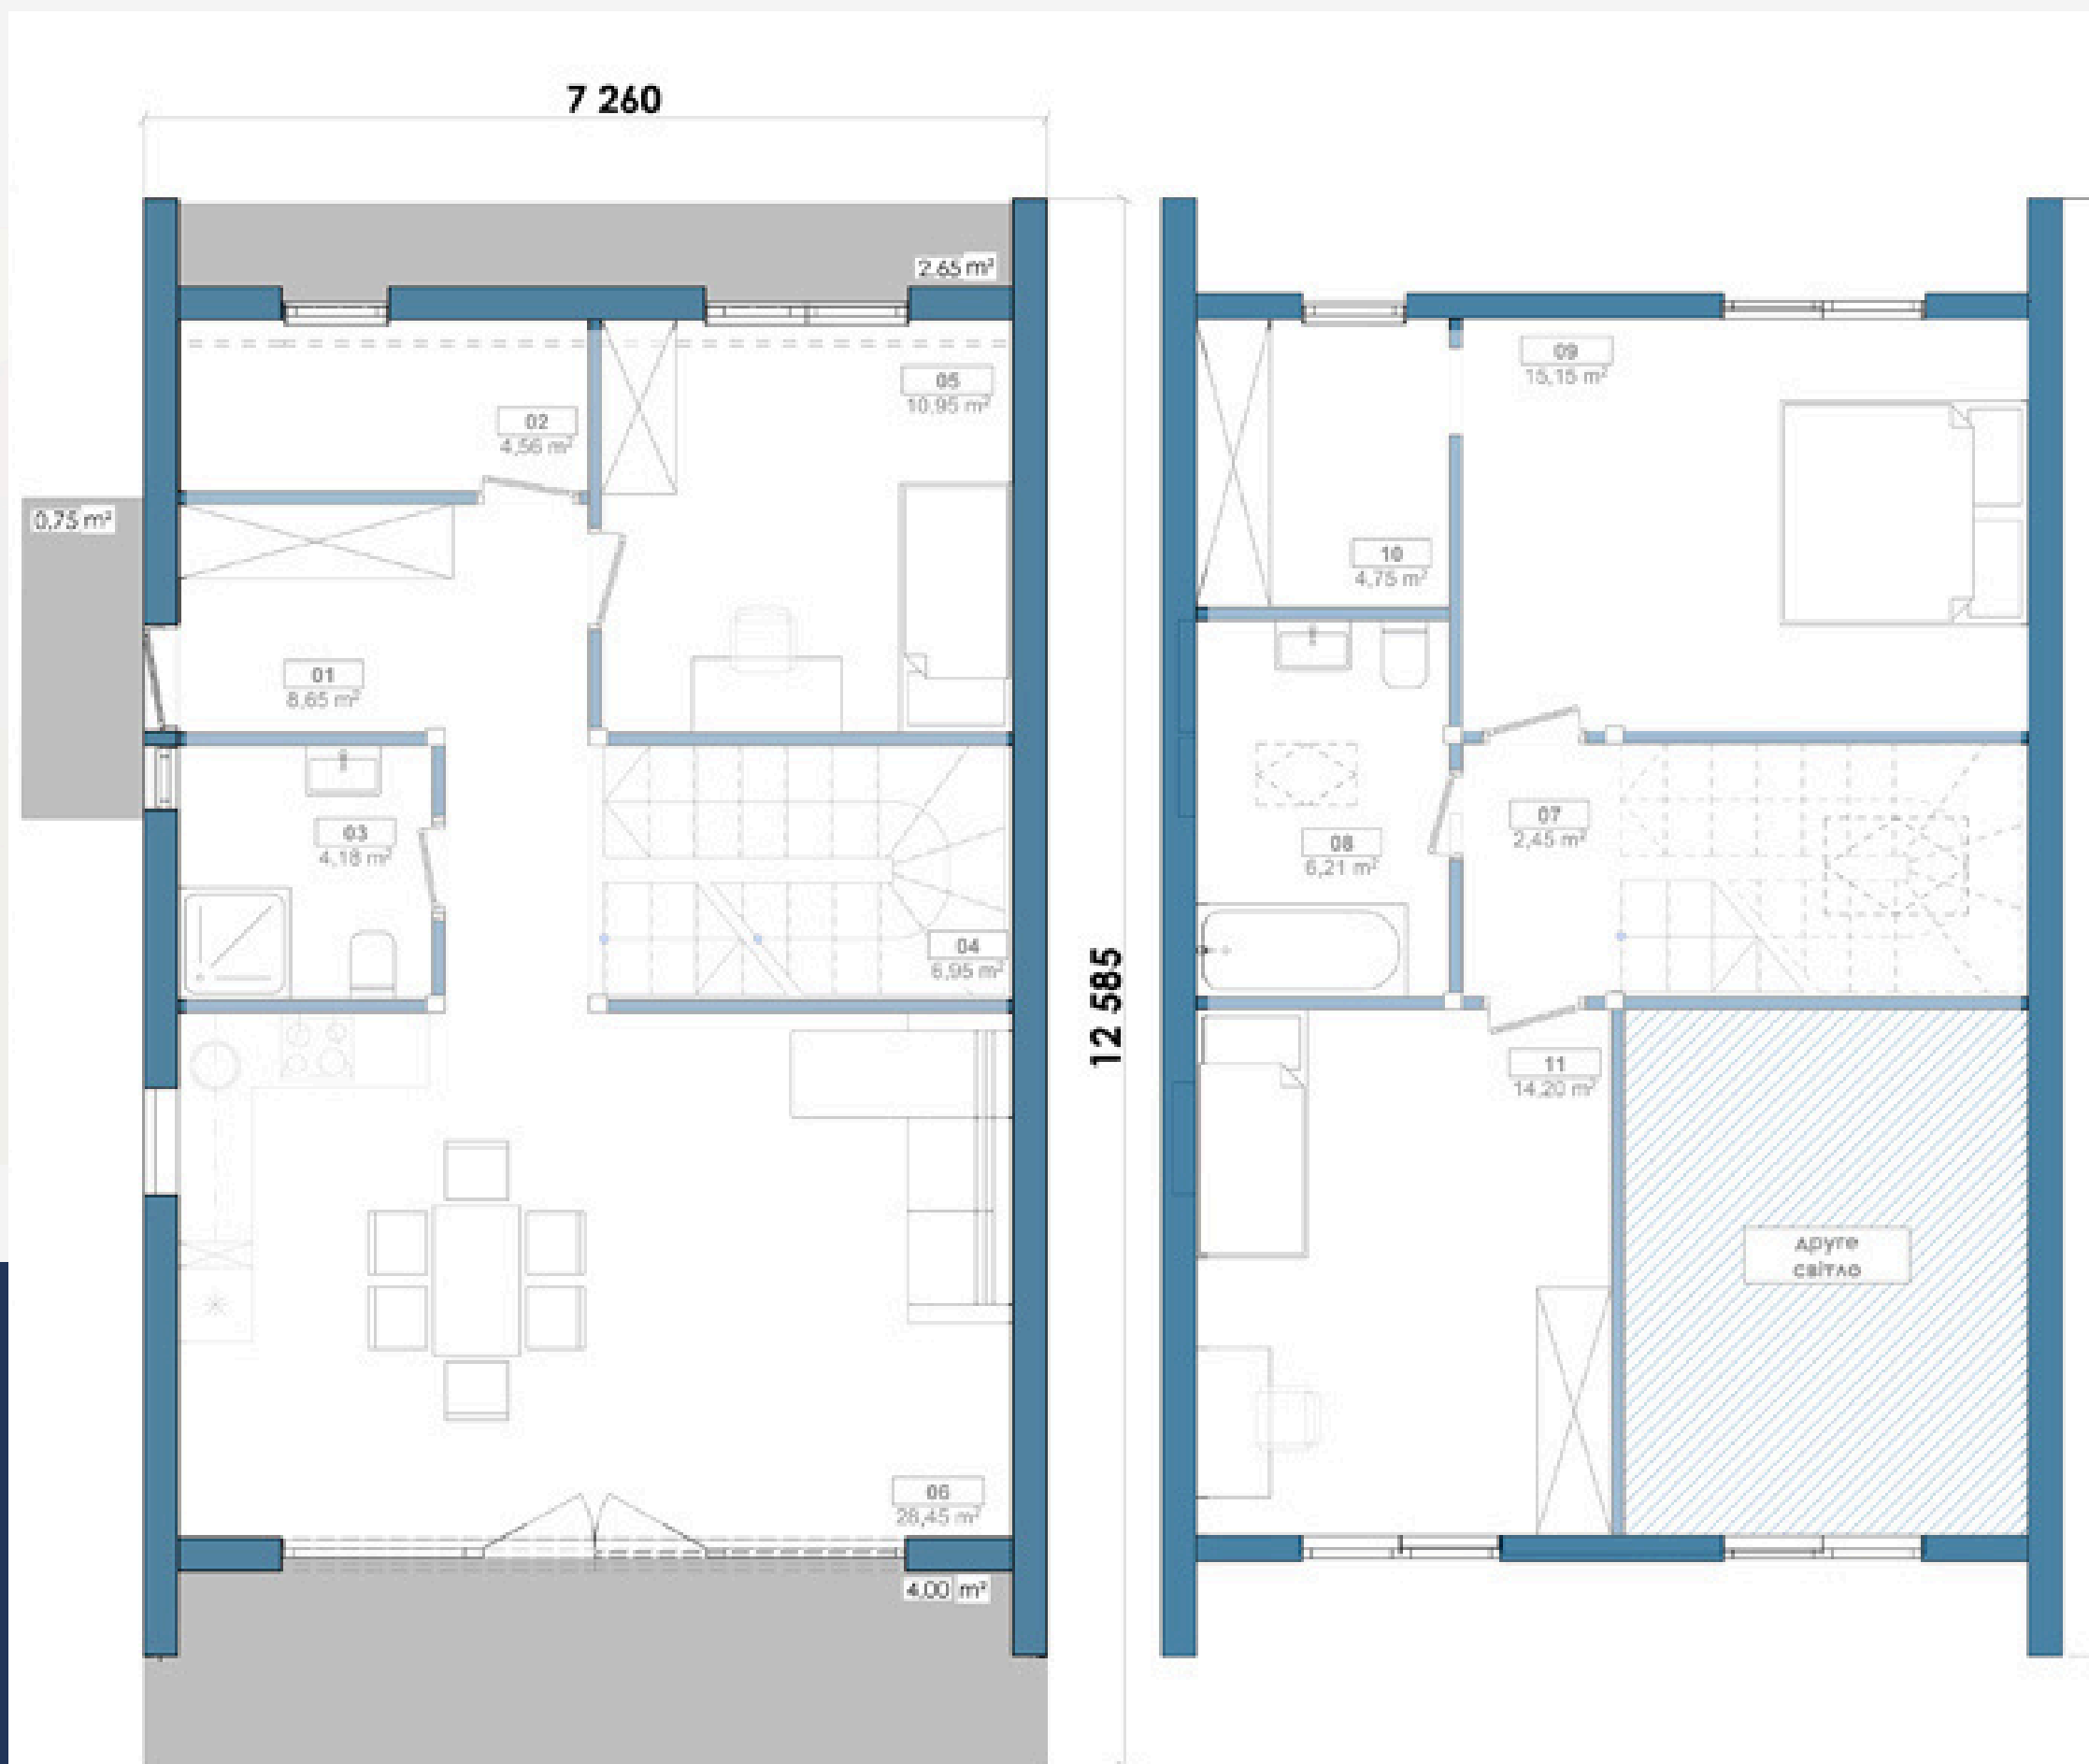 7 260
2.65 m²
05
10,95 m²
02
4,56 m²
0,75 m²
01
8,65 m²
03
4,18 m²
04
6,95 m²
12 585
06
28,45 m²
4.00 m²
09
15,15 m²
10
4,75 m²
07
2,45 m²
08
6,21 m²
11
14,20 m²
друге
світло